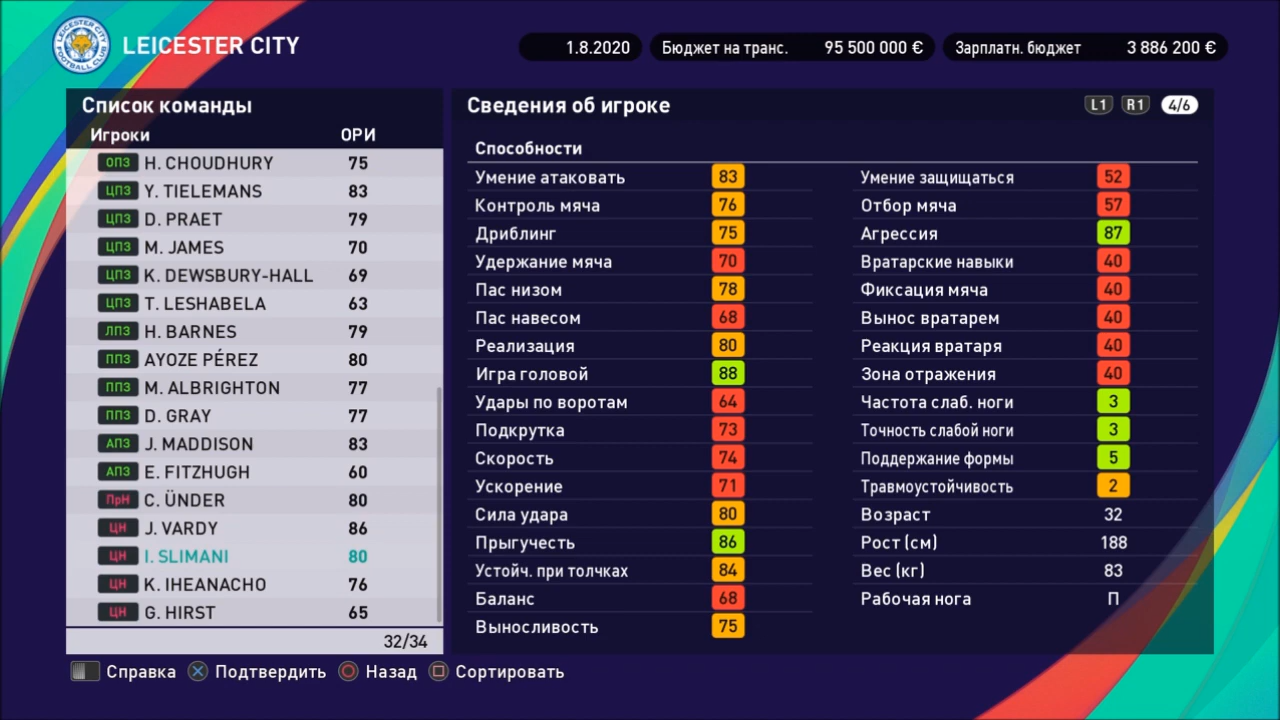 LEICESTER CITY
FOOTBALL CLUB
LEICESTER CITY
1.8.2020
Бюджет на транс. 95 500 000 €
Зарплатн. бюджет 3 886 200 €
Список команды
Игроки ОРИ
ОПЗ H. CHOUDHURY 75
ЦПЗ Y. TIELEMANS 83
ЦПЗ D. PRAET 79
ЦПЗ M. JAMES 70
ЦПЗ K. DEWSBURY-HALL 69
ЦПЗ T. LESHABELA 63
ЛПЗ H. BARNES 79
ППЗ AYOZE PÉREZ 80
ППЗ M. ALBRIGHTON 77
ППЗ D. GRAY 77
АПЗ J. MADDISON 83
АПЗ E. FITZHUGH 60
ПрН C. ÜNDER 80
ЦН J. VARDY 86
ЦН I. SLIMANI 80
ЦН K. IHEANACHO 76
ЦН G. HIRST 65
32/34
Сведения об игроке L1 R1 4/6
Способности
Умение атаковать 83
Контроль мяча 76
Дриблинг 75
Удержание мяча 70
Пас низом 78
Пас навесом 68
Реализация 80
Игра головой 88
Удары по воротам 64
Подкрутка 73
Скорость 74
Ускорение 71
Сила удара 80
Прыгучесть 86
Устойч. при толчках 84
Баланс 68
Выносливость 75
Умение защищаться 52
Отбор мяча 57
Агрессия 87
Вратарские навыки 40
Фиксация мяча 40
Вынос вратарем 40
Реакция вратаря 40
Зона отражения 40
Частота слаб. ноги 3
Точность слабой ноги 3
Поддержание формы 5
Травмоустойчивость 2
Возраст 32
Рост (см) 188
Вес (кг) 83
Рабочая нога П
Справка Подтвердить Назад Сортировать